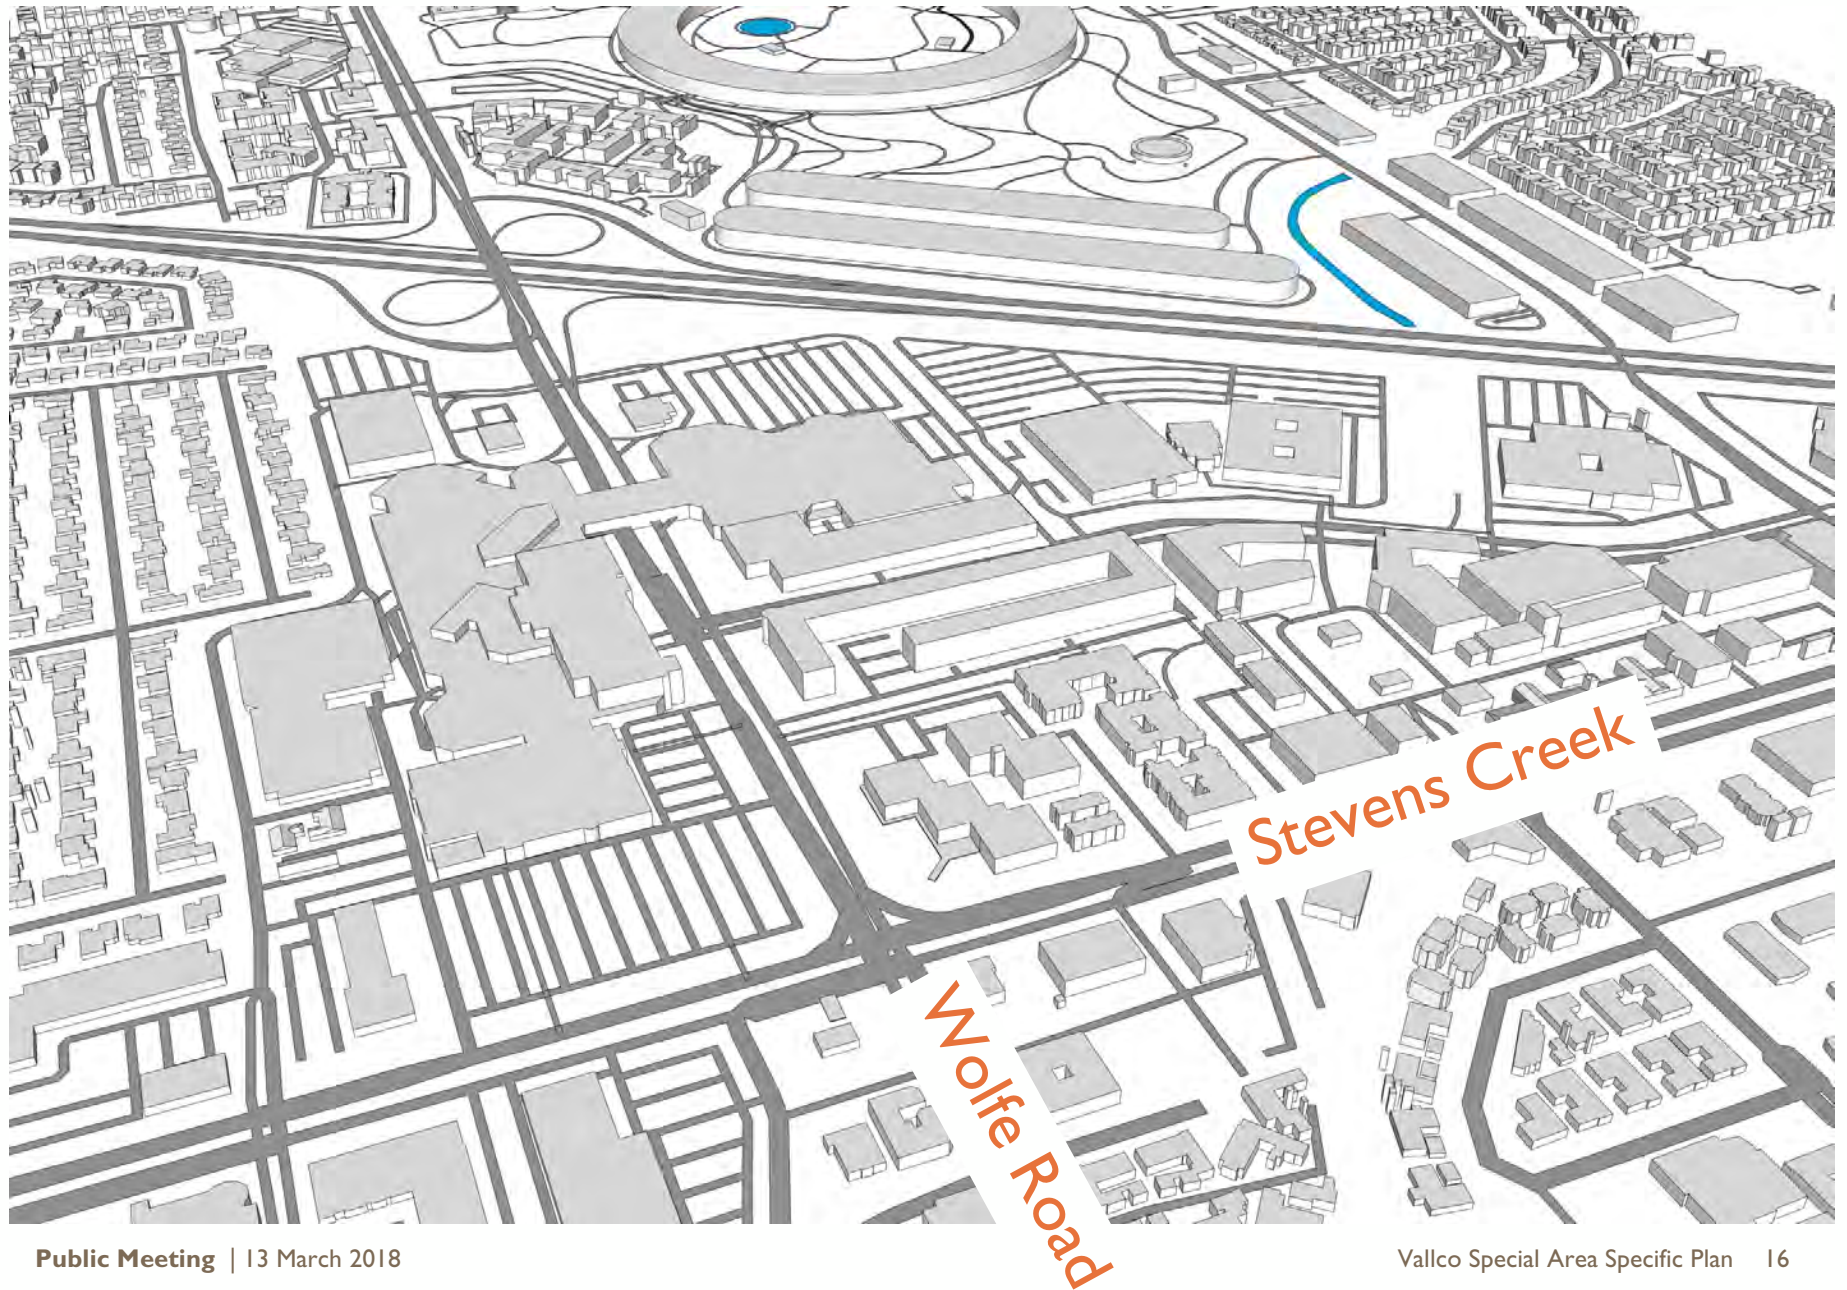 Stevens Creek
Wolfe Road
Public Meeting | 13 March 2018
Vallco Special Area Specific Plan 16